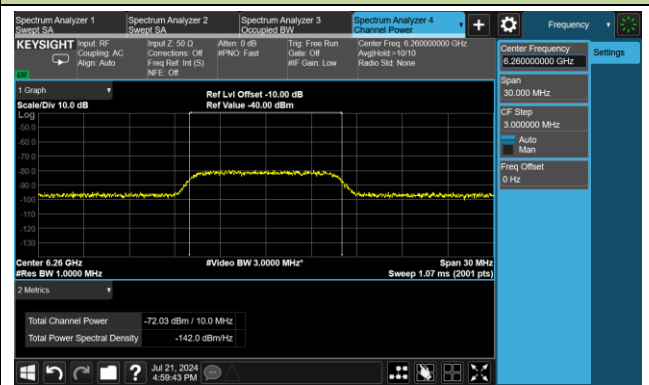 Spectrum Analyzer 1
Swept SA
Spectrum Analyzer 2
Swept SA
Spectrum Analyzer 3
Occupied BW
Spectrum Analyzer 4
Channel Power
Frequency
KEYSIGHT
Input: RF
Coupling: AC
Align: Auto
Input Z: 50 Ω
Corrections: Off
Freq Ref: Int (S)
NFE: Off
Atten: 0 dB
#PNO: Fast
Trig: Free Run
Gate: Off
#IF Gain: Low
Center Freq: 6.260000000 GHz
Avg|Hold:>10/10
Radio Std: None
Center Frequency
6.260000000 GHz
Settings
Span
30.000 MHz
CF Step
3.000000 MHz
Auto
Man
Freq Offset
0 Hz
1 Graph
Scale/Div 10.0 dB
Ref Lvl Offset -10.00 dB
Ref Value -40.00 dBm
Log
-50.0
-60.0
-70.0
-80.0
-90.0
-100
-110
-120
-130
Center 6.26 GHz
#Res BW 1.0000 MHz
#Video BW 3.0000 MHz*
Span 30 MHz
Sweep 1.07 ms (2001 pts)
2 Metrics
Total Channel Power -72.03 dBm / 10.0 MHz
Total Power Spectral Density -142.0 dBm/Hz
?
Jul 21, 2024
4:59:43 PM